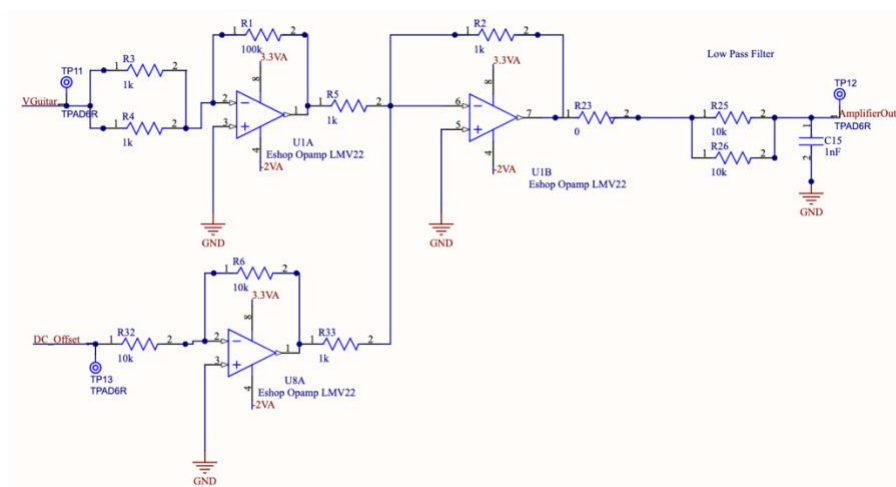 R1
1
2
100k
3.3VA
R3
1
2
1k
TP11
TPAD6R
VGuitar
R4
1
2
1k
8
2
3
1
4
-2VA
U1A
Eshop Opamp LMV22
GND
R5
1
2
1k
R2
1
2
1k
3.3VA
8
6
5
7
4
-2VA
U1B
Eshop Opamp LMV22
GND
R23
1
2
0
Low Pass Filter
R25
1
2
10k
R26
1
2
10k
TP12
AmplifierOut
TPAD6R
1
C15
1nF
2
GND
R6
1
2
10k
3.3VA
DC_Offset
R32
1
2
10k
TP13
TPAD6R
8
2
3
1
4
-2VA
U8A
Eshop Opamp LMV22
R33
1
2
1k
GND